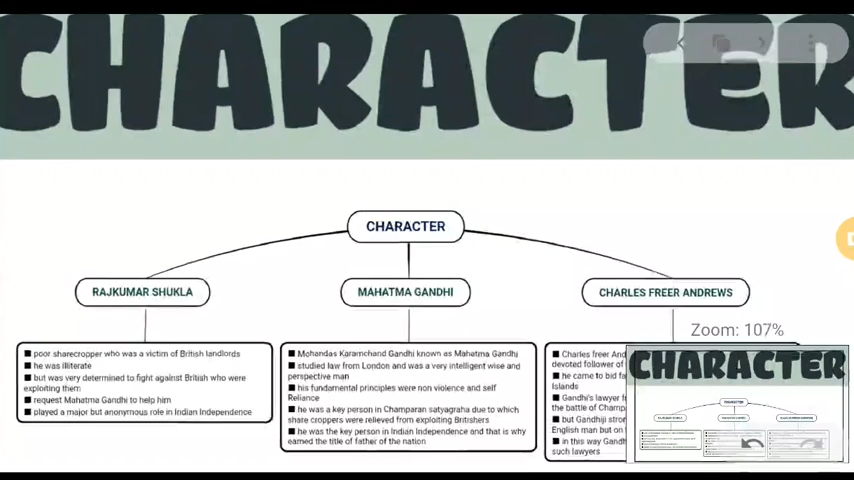 CHARACTER
CHARACTER
RAJKUMAR SHUKLA
MAHATMA GANDHI
CHARLES FREER ANDREWS
Zoom: 107%
■ poor sharecropper who was a victim of British landlords
■ he was illiterate
■ but was very determined to fight against British who were
exploiting them
■ request Mahatma Gandhi to help him
■ played a major but anonymous role in Indian Independence
■ Mohandas Karamchand Gandhi known as Mahatma Gandhi
■ studied law from London and was a very intelligent wise and
perspective man
■ his fundamental principles were non violence and self
Reliance
■ he was a key person in Champaran satyagraha due to which
share croppers were relieved from exploiting Britishers
■ he was the key person in Indian Independence and that is why
earned the title of father of the nation
■ Charles freer And
devoted follower of
■ he came to bid fa
Islands
■ Gandhi's lawyer f
the battle of Champ
■ but Gandhiji stron
English man but on
■ in this way Gandh
such lawyers
CHARACTER